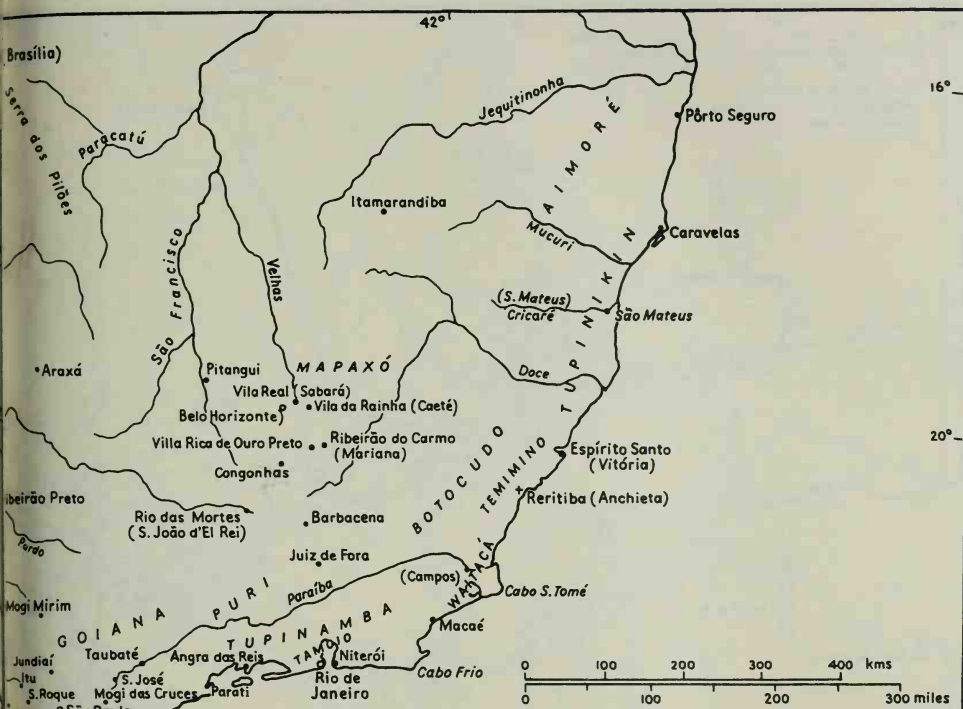 42°
Brasília)
16°
Serra dos Pilões
Paracatú
Jequitinonha
Pôrto Seguro
AIMORÉ
Itamarandiba
Mucuri
Caravelas
São Francisco
Velhas
TUPINIKIN
(S. Mateus)
Cricaré
São Mateus
Araxá
Pitangui
MAPAXÓ
Doce
Vila Real (Sabará)
Belo Horizonte
Vila da Rainha (Caeté)
Villa Rica de Ouro Preto
Ribeirão do Carmo
(Mariana)
Congonhas
20°
Espírito Santo
(Vitória)
BOTOCUDO
TEMIMINO
Reritiba (Anchieta)
ibeirão Preto
Rio das Mortes
(S. João d'El Rei)
Barbacena
Pardo
Juiz de Fora
(Campos)
WAITACÁ
Cabo S. Tomé
Mogi Mirim
PURI
Paraíba
GOIANA
TUPINAMBA
Macaé
TAMOIO
Taubaté
Angra das Reis
Niterói
Cabo Frio
Jundiaí
Itu
S. José
Rio de
Janeiro
S. Roque
Mogi das Cruces
Parati
São Paulo
0 100 200 300 400 kms
0 100 200 300 miles